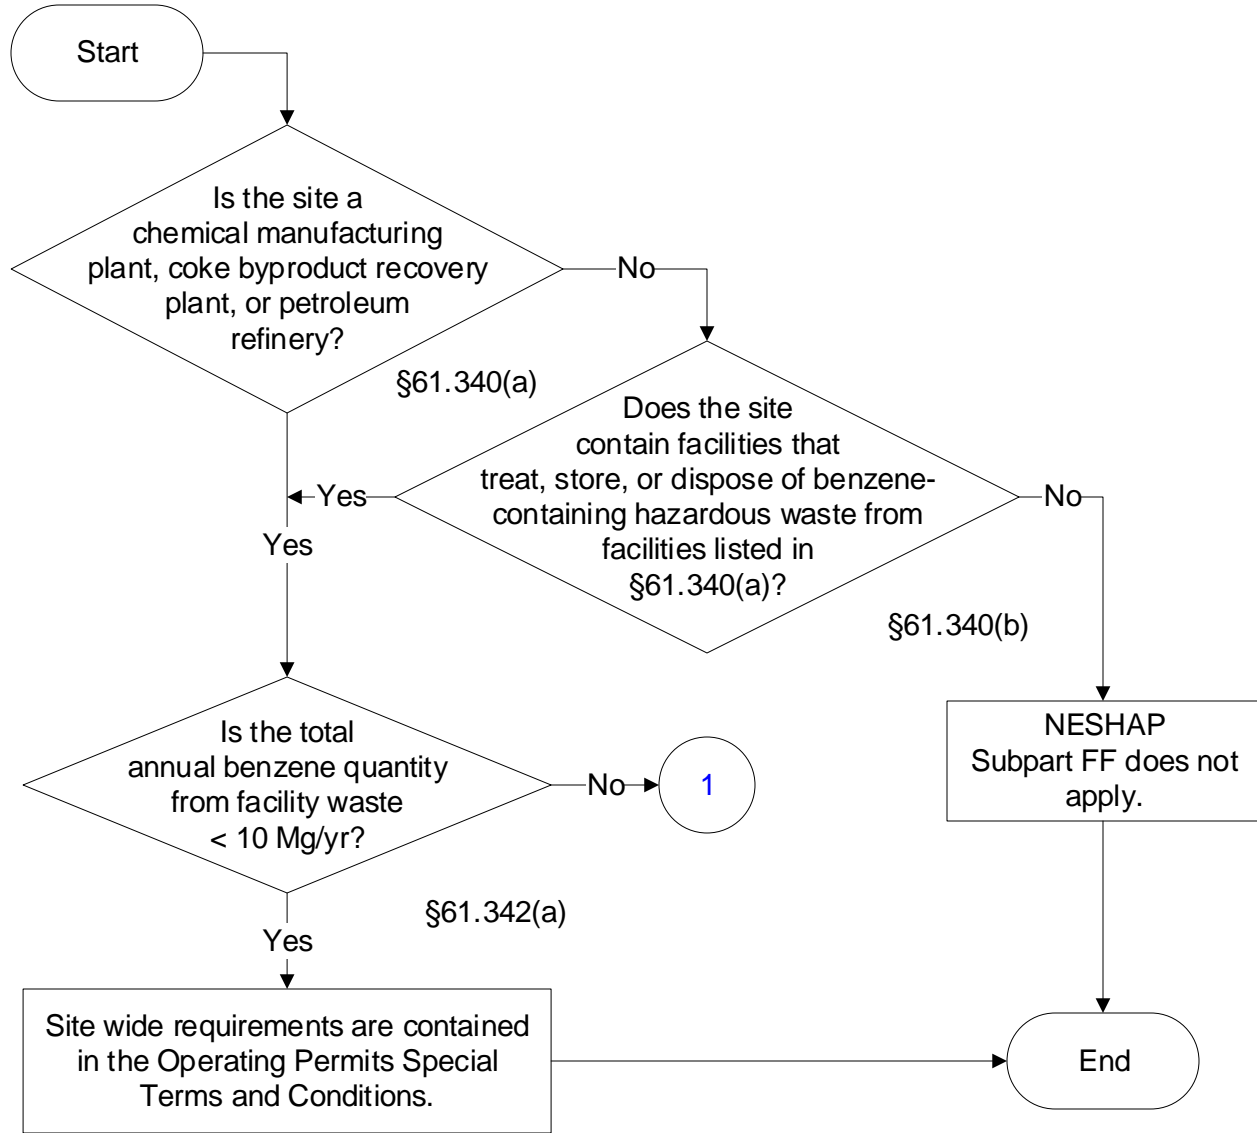 Start
Is the site a
chemical manufacturing
plant, coke byproduct recovery
plant, or petroleum
refinery?
No
§61.340(a)
Does the site
contain facilities that
treat, store, or dispose of benzene-
containing hazardous waste from
facilities listed in
§61.340(a)?
Yes
No
Yes
§61.340(b)
Is the total
annual benzene quantity
from facility waste
< 10 Mg/yr?
No
1
NESHAP
Subpart FF does not
apply.
§61.342(a)
Yes
Site wide requirements are contained
in the Operating Permits Special
Terms and Conditions.
End